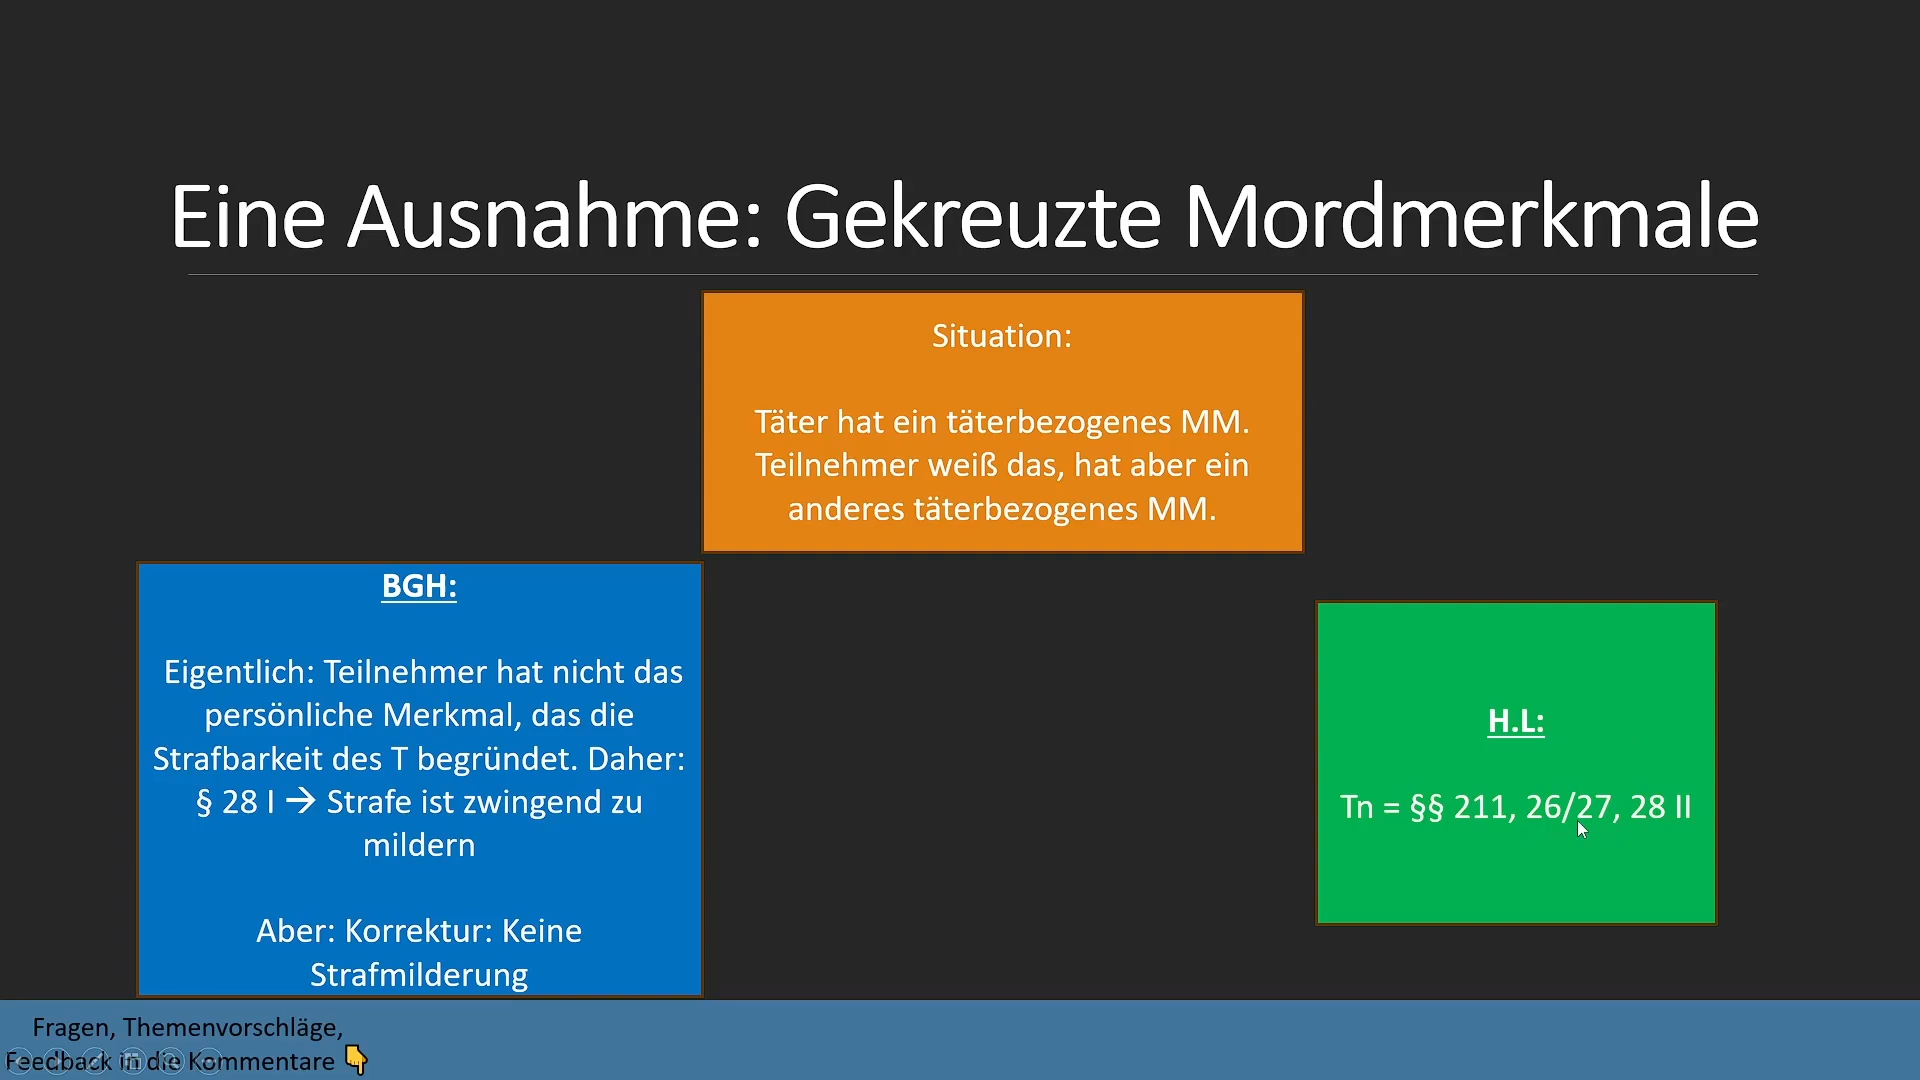 Eine Ausnahme: Gekreuzte Mordmerkmale
Situation:
Täter hat ein täterbezogenes MM.
Teilnehmer weiß das, hat aber ein
anderes täterbezogenes MM.
BGH:
Eigentlich: Teilnehmer hat nicht das
persönliche Merkmal, das die
Strafbarkeit des T begründet. Daher:
§ 28 I → Strafe ist zwingend zu
mildern
Aber: Korrektur: Keine
Strafmilderung
H.L:
Tn = §§ 211, 26/27, 28 II
Fragen, Themenvorschläge,
Feedback in die Kommentare 👇